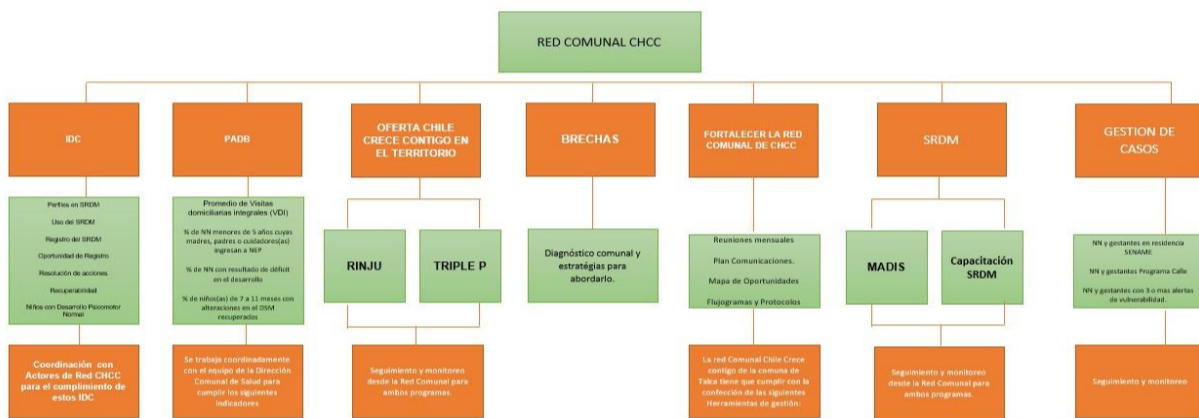 RED COMUNAL CHCC
IDC
PADB
OFERTA CHILE
CRECE CONTIGO EN
EL TERRITORIO
BRECHAS
FORTALECER LA RED
COMUNAL DE CHCC
SRDM
GESTION DE
CASOS
Perfiles en SRDM
Uso del SRDM
Registro del SRDM
Oportunidad de Registro
Resolución de acciones
Recuperabilidad
Niños con Desarrollo Psicomotor
Normal
Promedio de Visitas
domiciliarias integrales (VDI)
% de NN menores de 5 años cuyas
madres, padres o cuidadores(as)
ingresan a NEP
% de NN con resultado de déficit
en el desarrollo
% de niños(as) de 7 a 11 meses con
alteraciones en el DSM
recuperados
RINJU
TRIPLE P
Diagnóstico comunal y
estratégias para
abordarlo.
Reuniones mensuales
Plan Comunicaciones.
Mapa de Oportunidades
Flujogramas y Protocolos
MADIS
Capacitación
SRDM
NN y gestantes en residencia
SENAME
NN y gestantes Programa Calle
NN y gestantes con 3 o mas alertas
de vulnerabilidad.
Coordinación con
Actores de Red CHCC
para el cumplimiento de
estos IDC
Se trabaja coordinadamente
con el equipo de la Dirección
Comunal de Salud para
cumplir los siguientes
indicadores
Seguimiento y monitoreo
desde la Red Comunal para
ambos programas.
La red Comunal Chile Crece
contigo de la comuna de
Talca tiene que cumplir con la
confección de las siguientes
Herramientas de gestión:
Seguimiento y monitoreo
desde la Red Comunal para
ambos programas.
Seguimiento y monitoreo